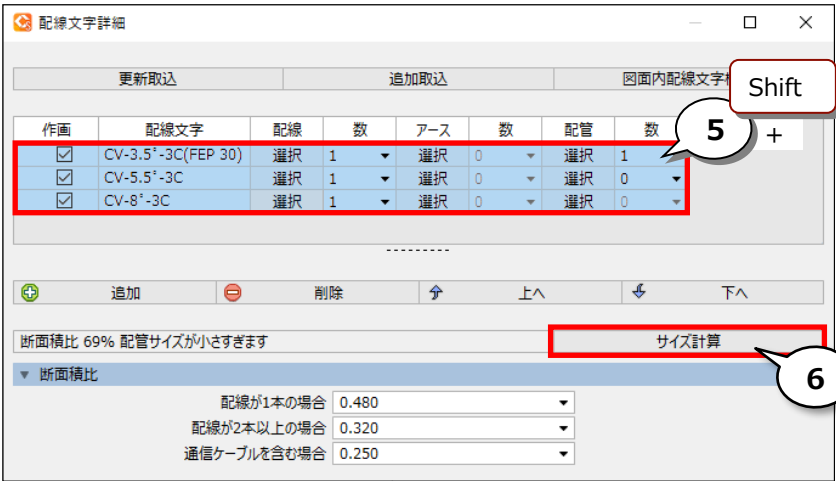 配線文字詳細
更新取込 追加取込 図面内配線文字
Shift
5 +
作画 配線文字 配線 数 アース 数 配管 数
CV-3.5˚-3C(FEP 30) 選択 1 選択 0 選択 1
CV-5.5˚-3C 選択 1 選択 0 選択 0
CV-8˚-3C 選択 1 選択 0 選択 0
追加 削除 上へ 下へ
断面積比 69% 配管サイズが小さすぎます サイズ計算
6
断面積比
配線が1本の場合 0.480
配線が2本以上の場合 0.320
通信ケーブルを含む場合 0.250